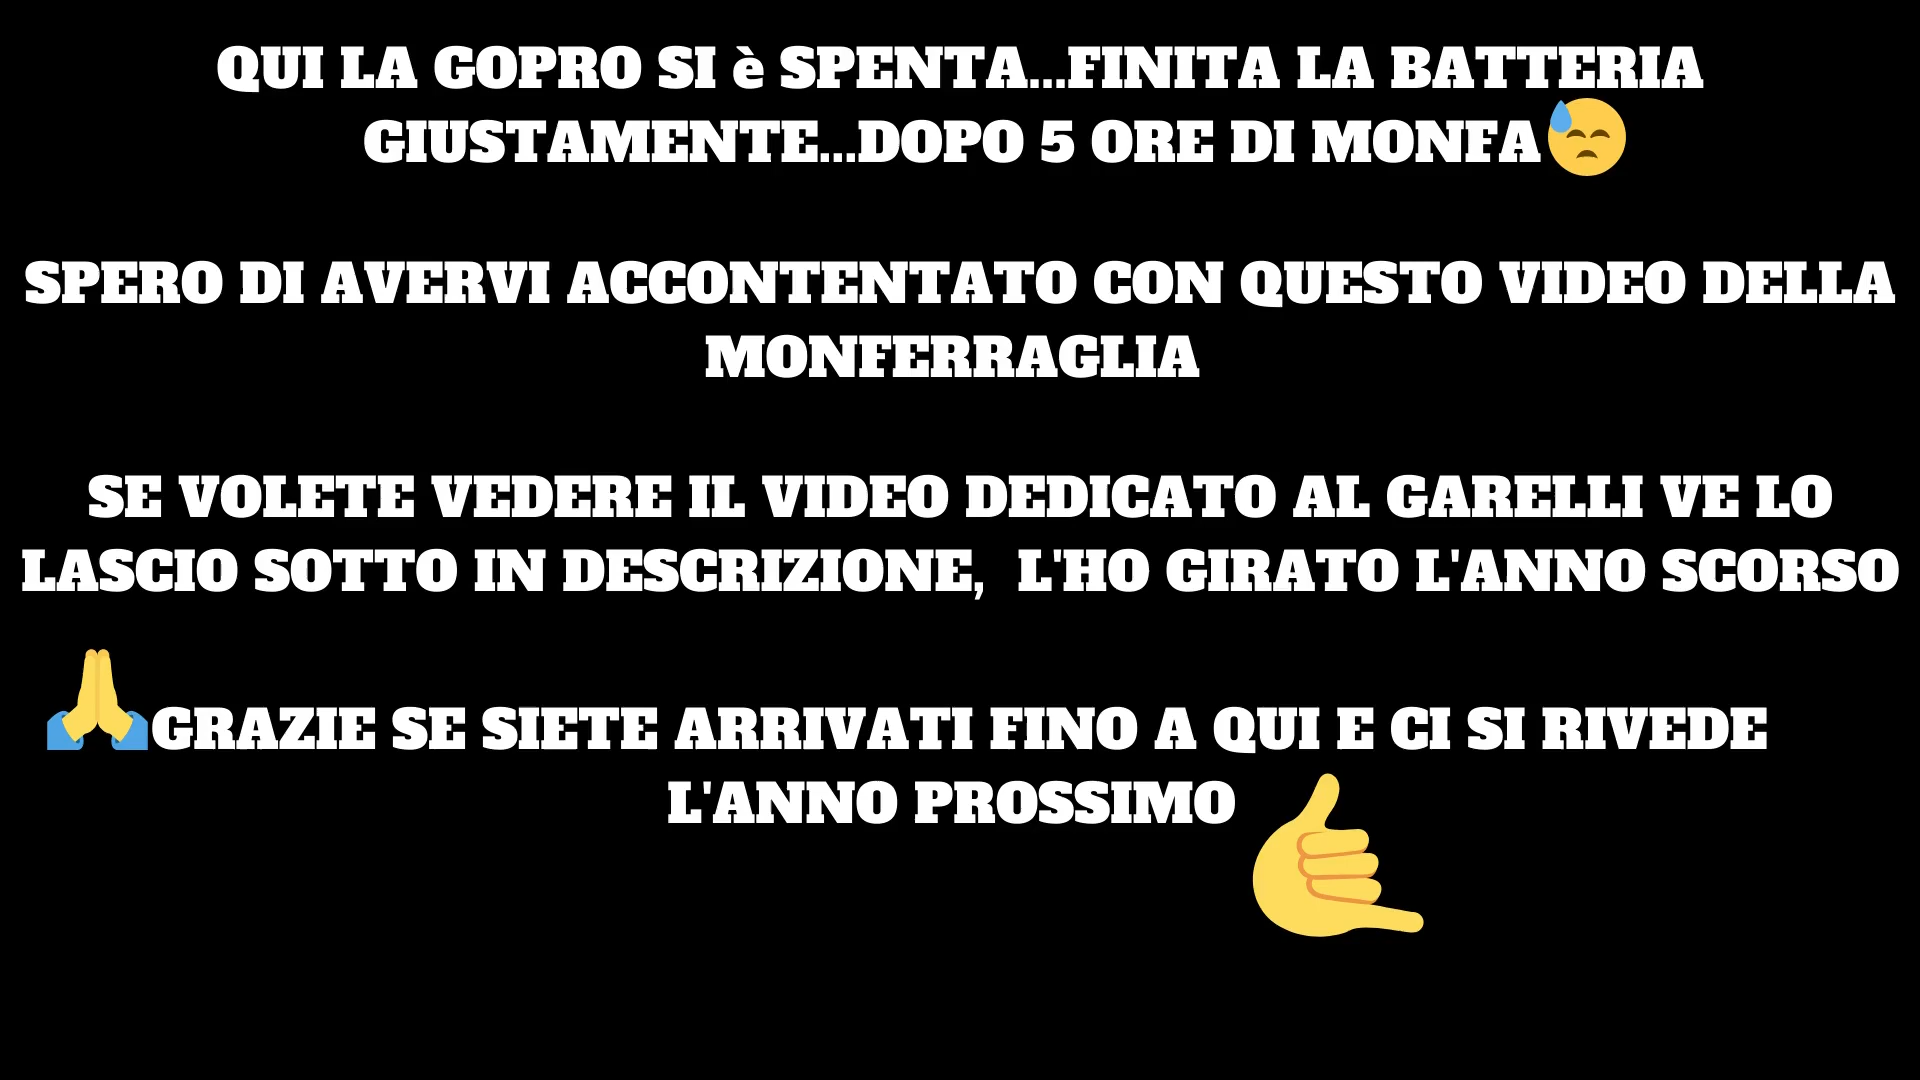 QUI LA GOPRO SI è SPENTA...FINITA LA BATTERIA
GIUSTAMENTE...DOPO 5 ORE DI MONFA😓
SPERO DI AVERVI ACCONTENTATO CON QUESTO VIDEO DELLA
MONFERRAGLIA
SE VOLETE VEDERE IL VIDEO DEDICATO AL GARELLI VE LO
LASCIO SOTTO IN DESCRIZIONE,  L'HO GIRATO L'ANNO SCORSO
🙏GRAZIE SE SIETE ARRIVATI FINO A QUI E CI SI RIVEDE
L'ANNO PROSSIMO 🤙